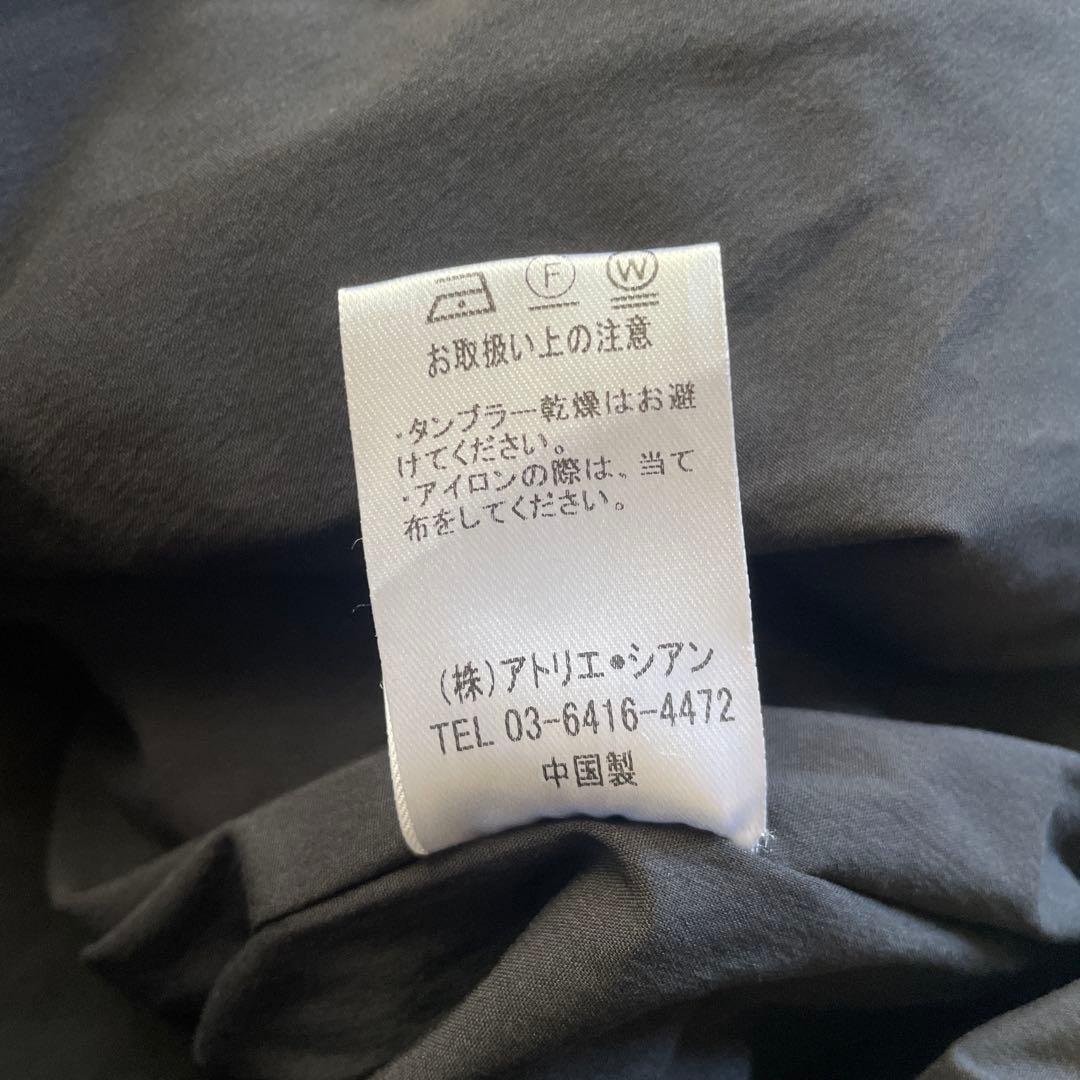 F W
お取扱い上の注意
・タンブラー乾燥はお避
けてください。
・アイロンの際は、当て
布をしてください。
(株)アトリエ●シアン
TEL 03-6416-4472
中国製